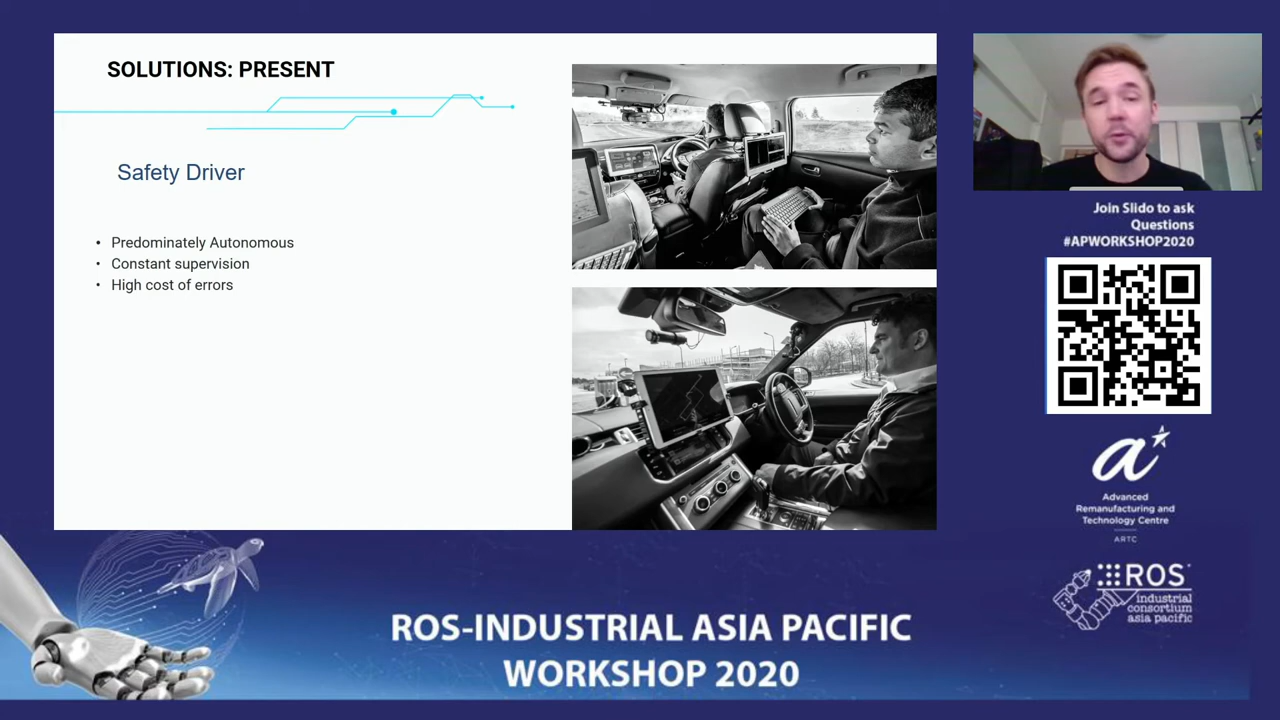 SOLUTIONS: PRESENT
Safety Driver
• Predominately Autonomous
• Constant supervision
• High cost of errors
Join Slido to ask
Questions
#APWORKSHOP2020
a
Advanced
Remanufacturing and
Technology Centre
ARTC
ROS
industrial
consortium
asia pacific
ROS-INDUSTRIAL ASIA PACIFIC
WORKSHOP 2020